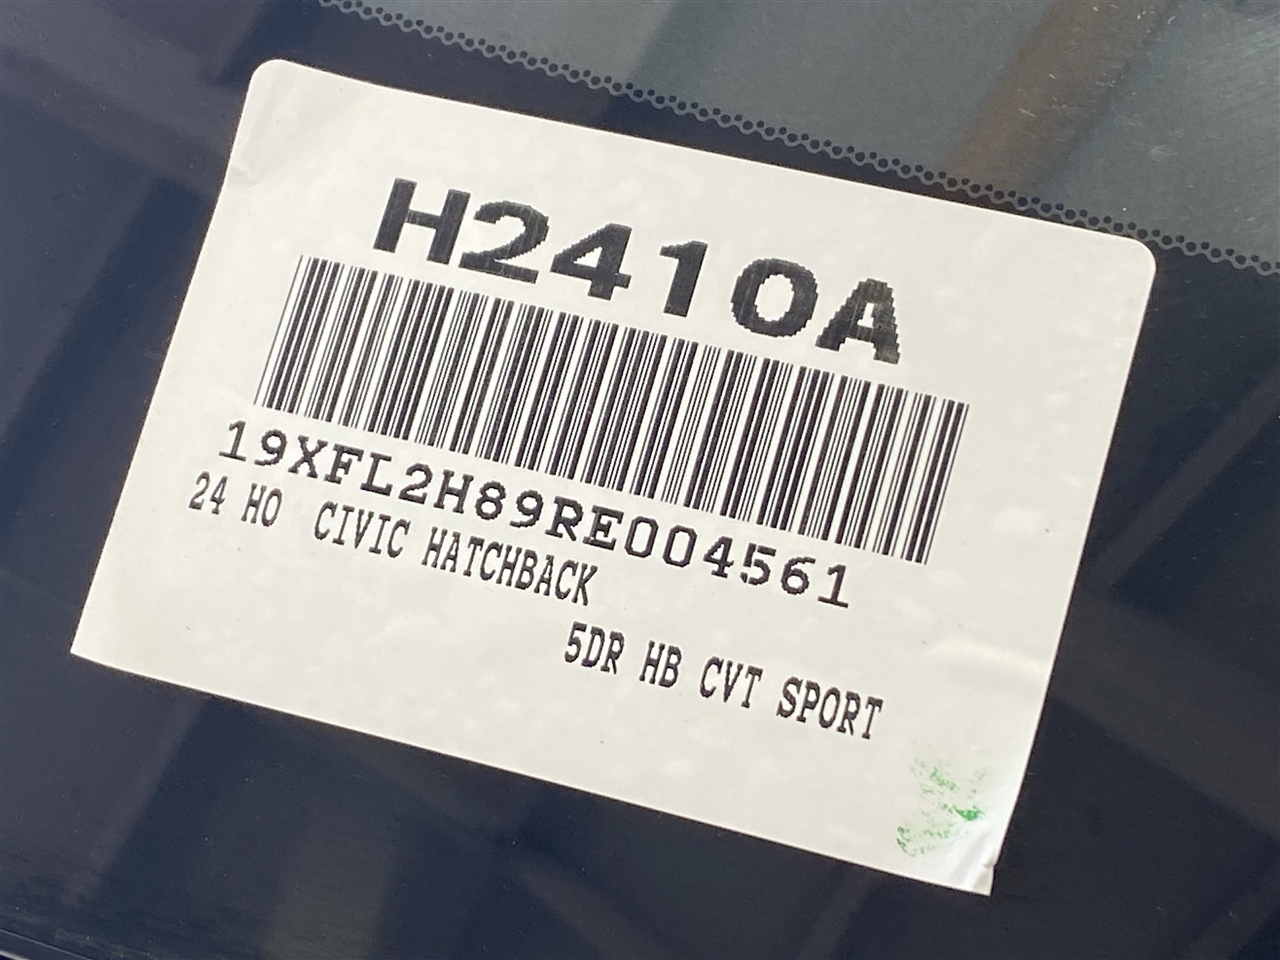 H2410A
19XFL2H89RE004561
24 HO CIVIC HATCHBACK
5DR HB CVT SPORT